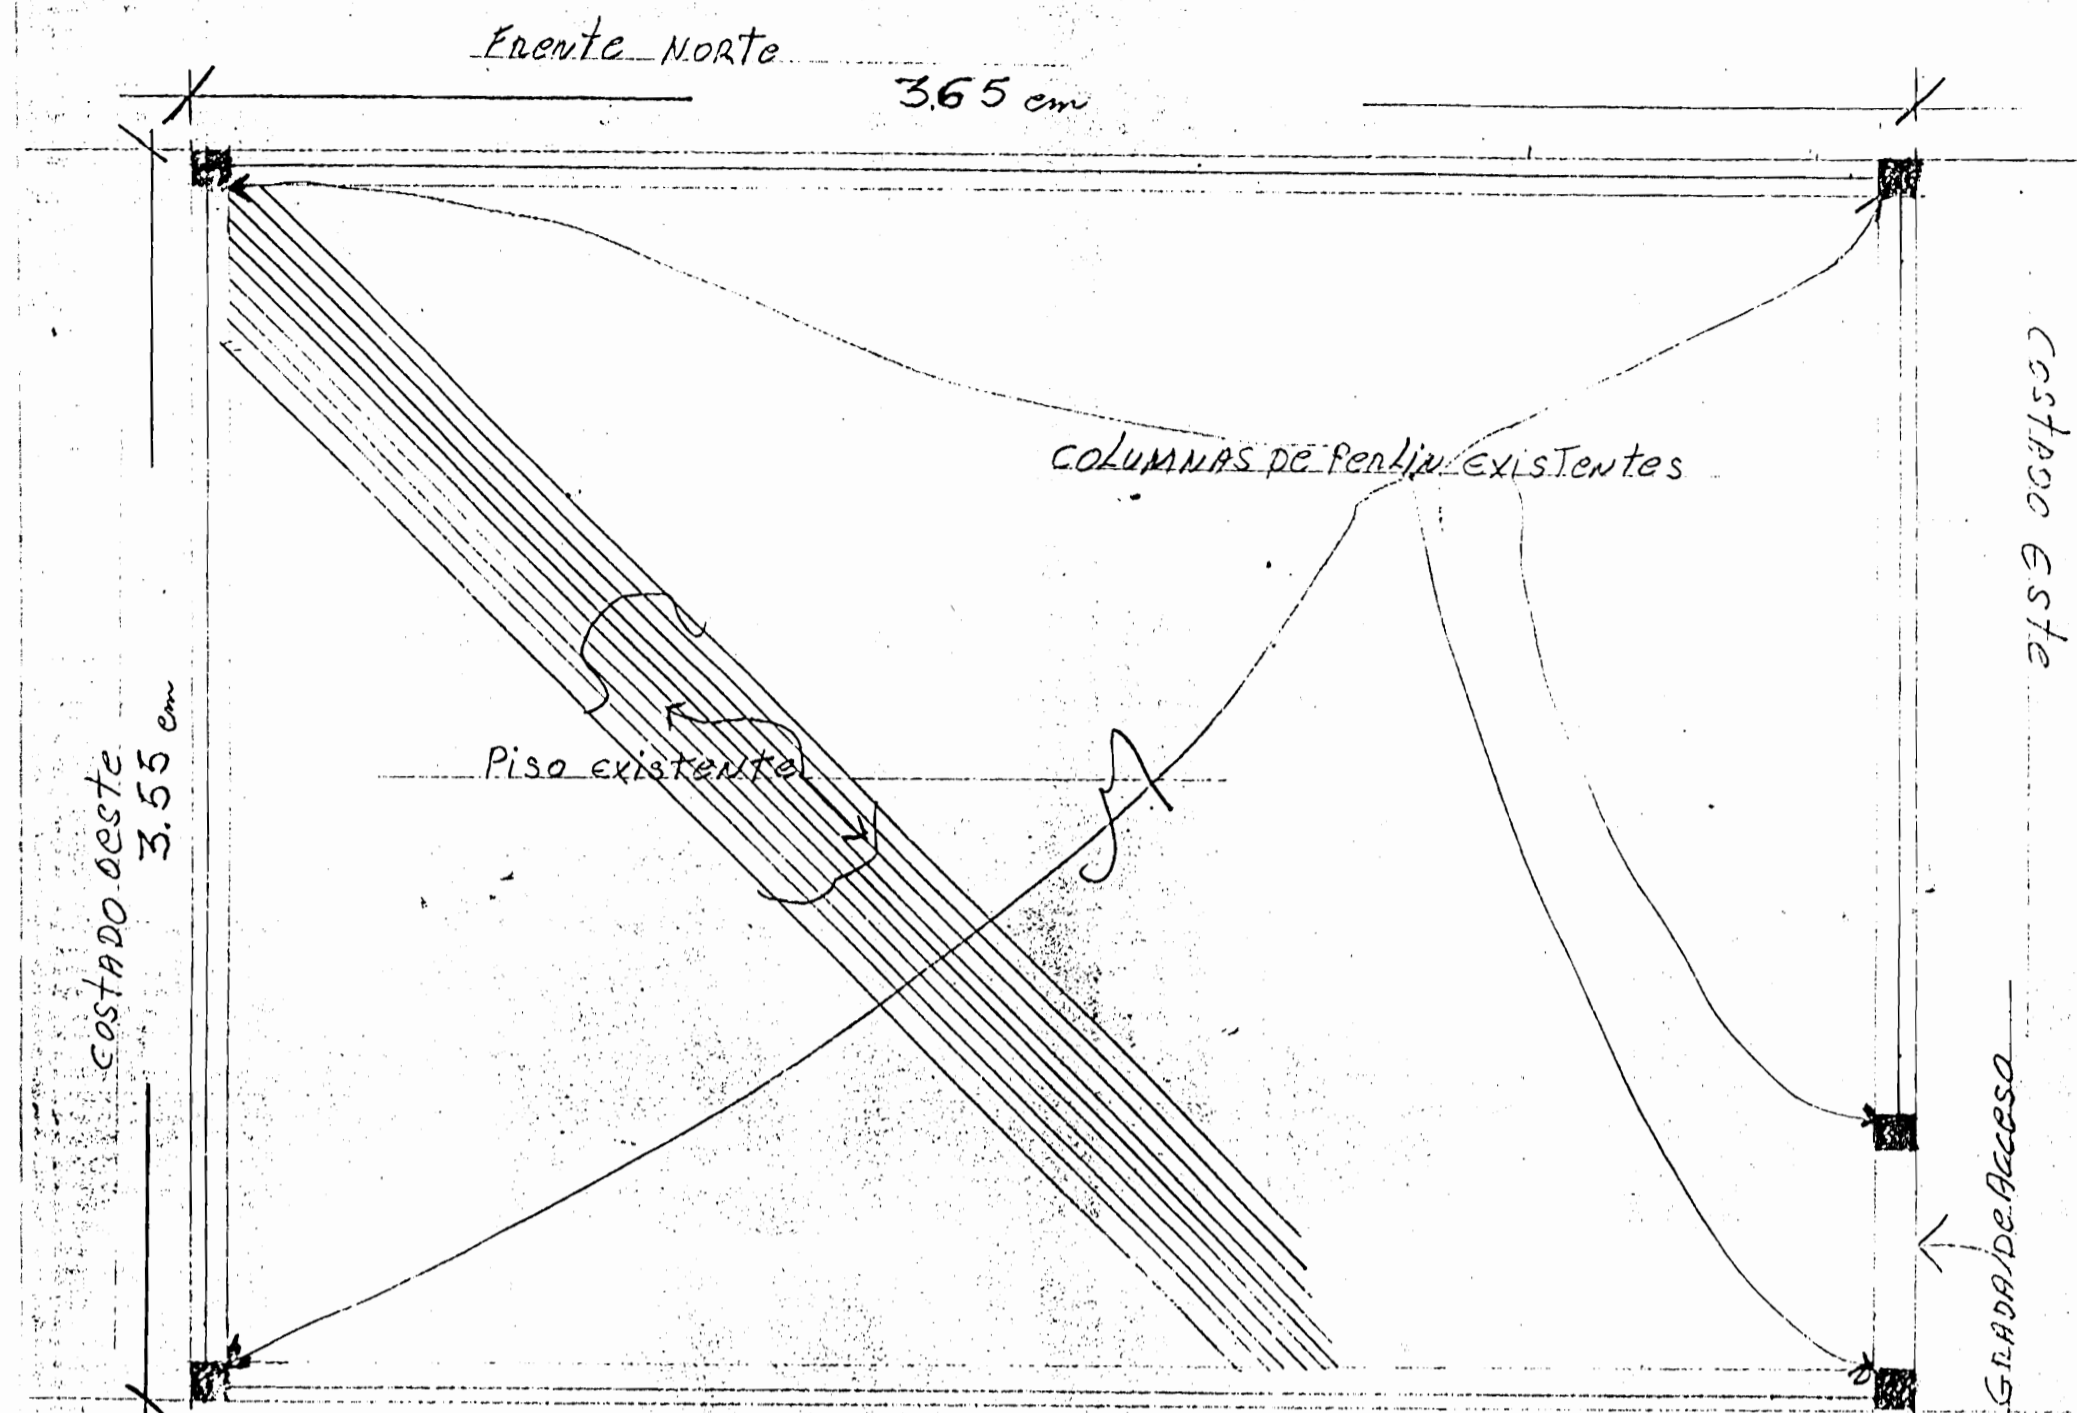 Frente NORte
3.65 cm
COLUMNAS De PerLiN existentes
COSTADO ESte
Piso existente
COSTADO OESTE
3.55 cm
GRADA De Acceso